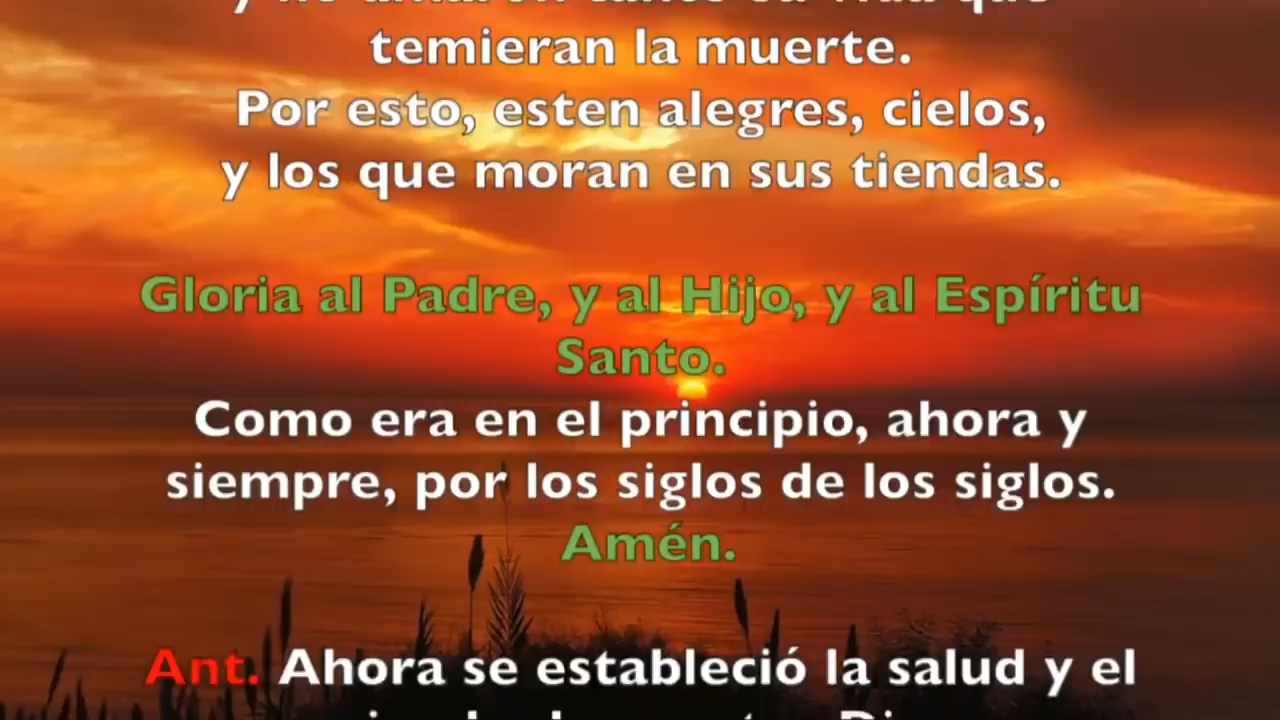 temieran la muerte.
Por esto, esten alegres, cielos,
y los que moran en sus tiendas.
Gloria al Padre, y al Hijo, y al Espíritu
Santo.
Como era en el principio, ahora y
siempre, por los siglos de los siglos.
Amén.
Ant. Ahora se estableció la salud y el